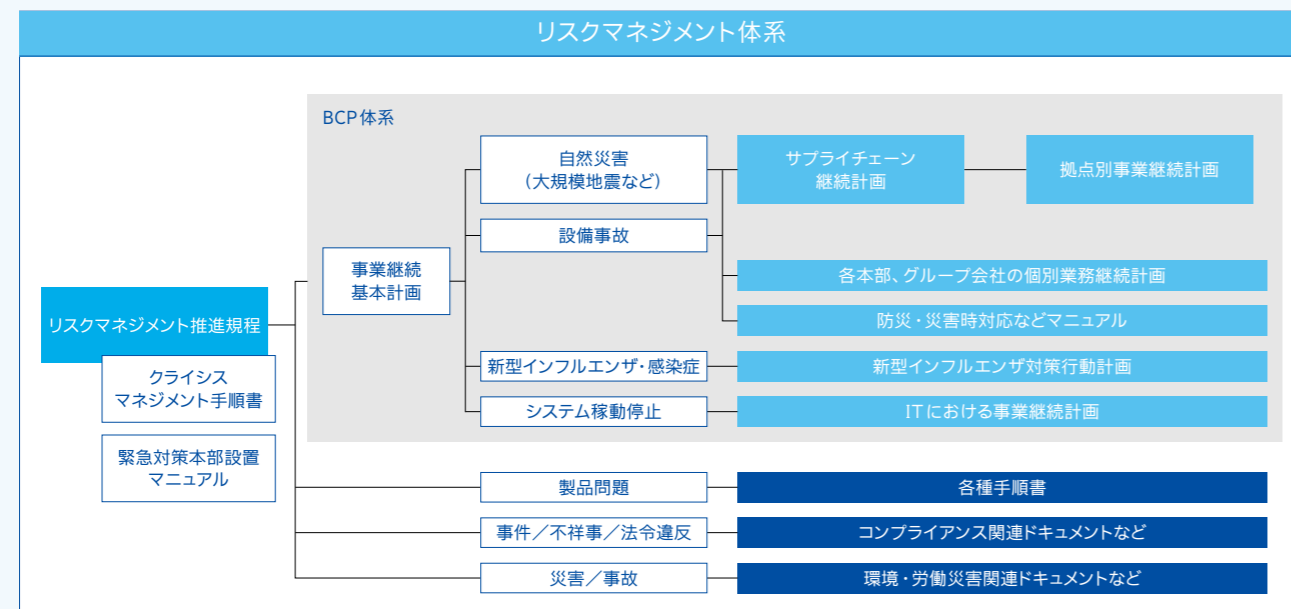 リスクマネジメント体系
BCP体系
自然災害
（大規模地震など）
サプライチェーン
継続計画
拠点別事業継続計画
設備事故
事業継続
基本計画
各本部、グループ会社の個別業務継続計画
リスクマネジメント推進規程
防災・災害時対応などマニュアル
クライシス
マネジメント手順書
新型インフルエンザ・感染症
新型インフルエンザ対策行動計画
システム稼動停止
ITにおける事業継続計画
緊急対策本部設置
マニュアル
製品問題
各種手順書
事件／不祥事／法令違反
コンプライアンス関連ドキュメントなど
災害／事故
環境・労働災害関連ドキュメントなど